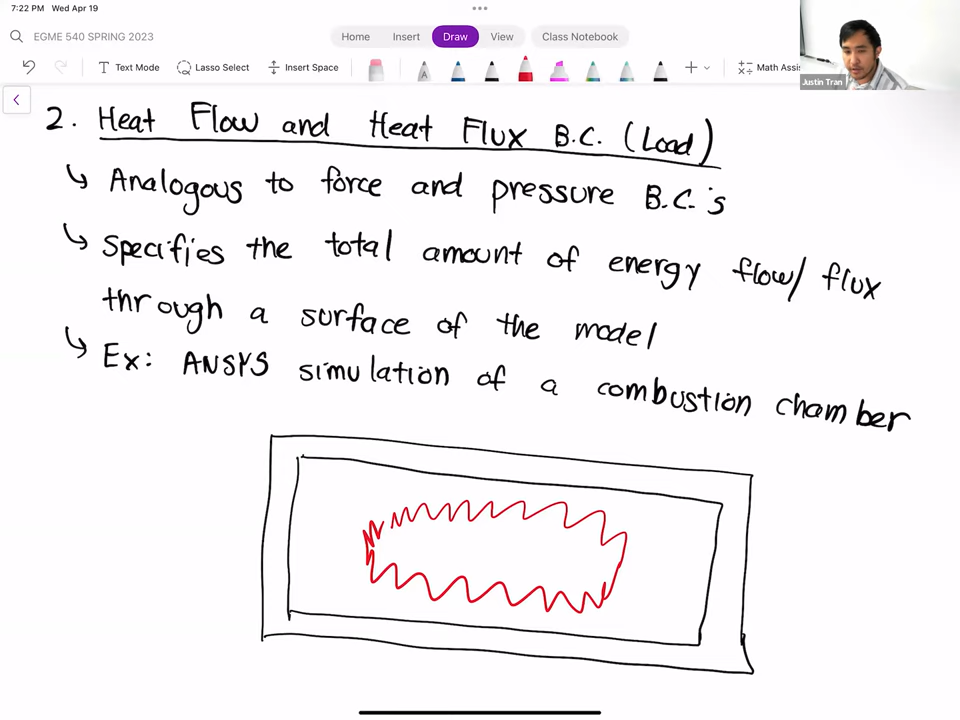 7:22 PM Wed Apr 19
EGME 540 SPRING 2023
Home Insert Draw View Class Notebook
Text Mode Lasso Select Insert Space Math Assis
Justin Tran
2. Heat Flow and Heat Flux B.C. (Load)
↳ Analogous to force and pressure B.C.'s
↳ specifies the total amount of energy flow/flux
through a surface of the model
↳ Ex: ANSYS simulation of a combustion chamber